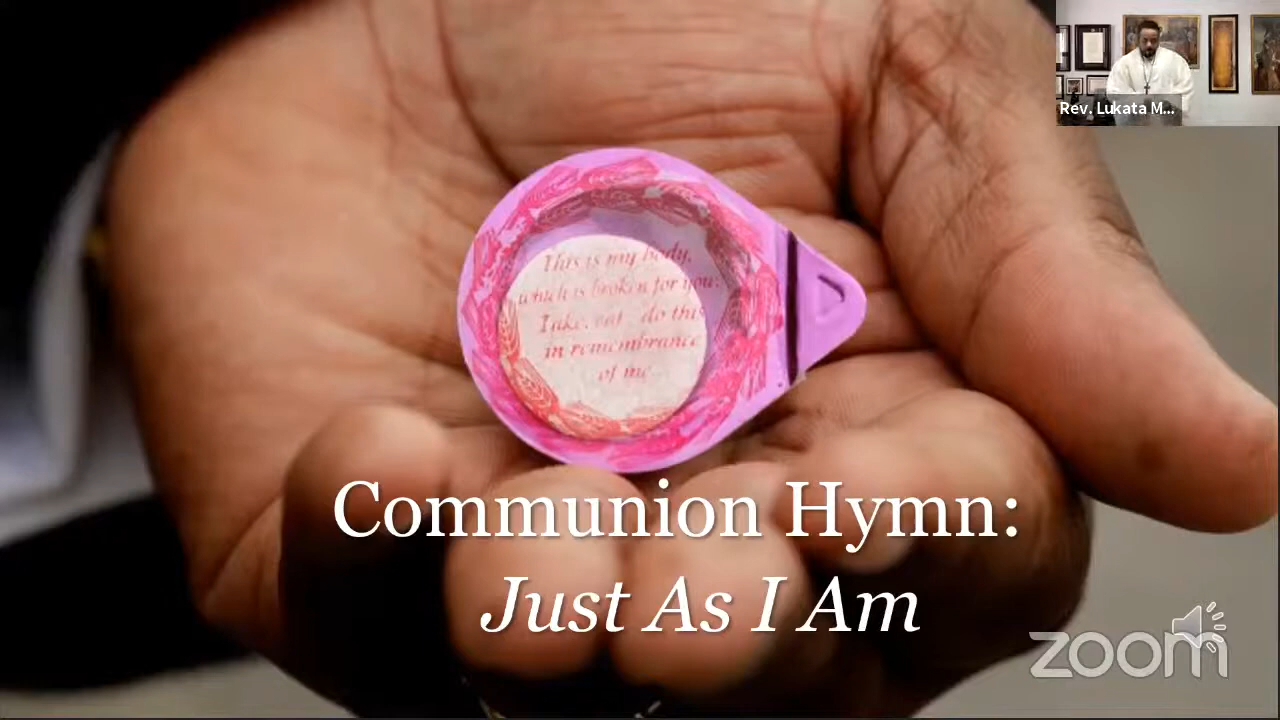 Rev. Lukata M...
This is my body,
which is broken for you:
Take, eat do this
in remembrance
of me
Communion Hymn:
Just As I Am
zoom